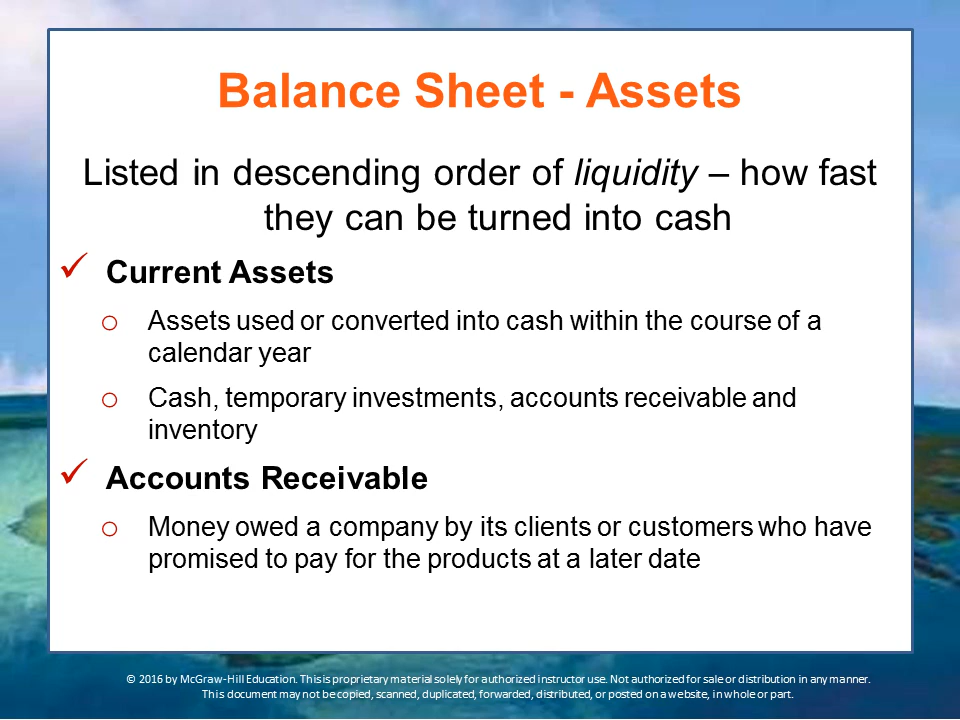 Balance Sheet - Assets
Listed in descending order of liquidity – how fast
they can be turned into cash
✓ Current Assets
o Assets used or converted into cash within the course of a
calendar year
o Cash, temporary investments, accounts receivable and
inventory
✓ Accounts Receivable
o Money owed a company by its clients or customers who have
promised to pay for the products at a later date
© 2016 by McGraw-Hill Education. This is proprietary material solely for authorized instructor use. Not authorized for sale or distribution in any manner.
This document may not be copied, scanned, duplicated, forwarded, distributed, or posted on a website, in whole or part.